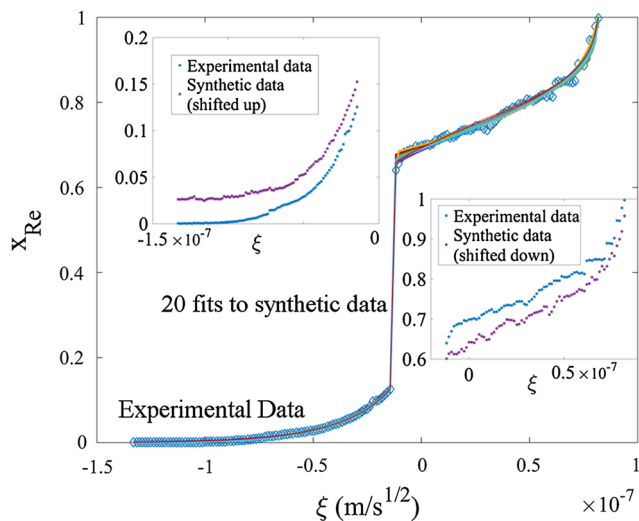 1
0.8
0.6
0.4
0.2
0
x_Re
0.2
0.15
0.1
0.05
0
Experimental data
Synthetic data
(shifted up)
-1.5 ×10^-7
0
ξ
1
0.9
0.8
0.7
0.6
Experimental data
Synthetic data
(shifted down)
0
0.5 ×10^-7
ξ
20 fits to synthetic data
Experimental Data
-1.5
-1
-0.5
0
0.5
1
ξ (m/s^1/2)
×10^-7